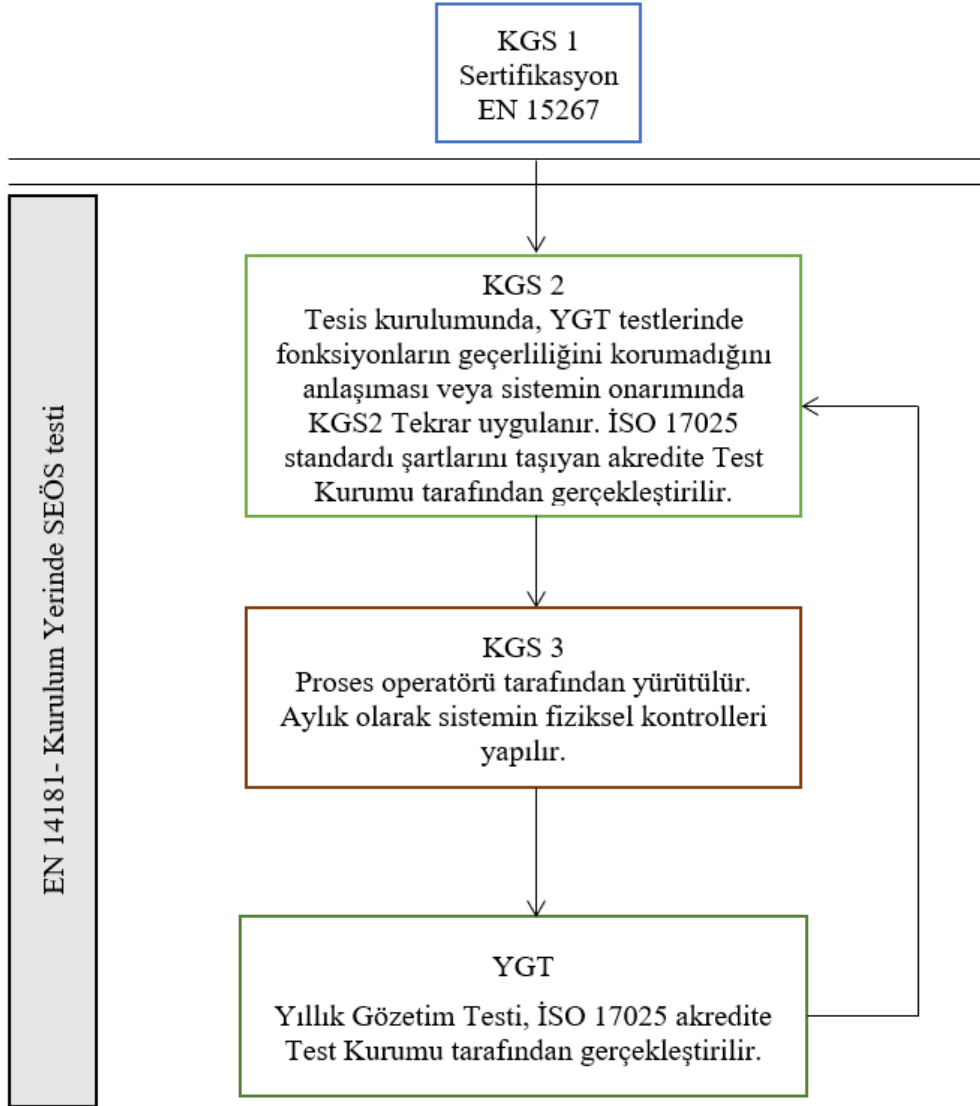 KGS 1
Sertifikasyon
EN 15267
EN 14181- Kurulum Yerinde SEÖS testi
KGS 2
Tesis kurulumunda, YGT testlerinde
fonksiyonların geçerliliğini korumadığını
anlaşıması veya sistemin onarımında
KGS2 Tekrar uygulanır. İSO 17025
standardı şartlarını taşıyan akredite Test
Kurumu tarafından gerçekleştirilir.
KGS 3
Proses operatörü tarafından yürütülür.
Aylık olarak sistemin fiziksel kontrolleri
yapılır.
YGT
Yıllık Gözetim Testi, İSO 17025 akredite
Test Kurumu tarafından gerçekleştirilir.